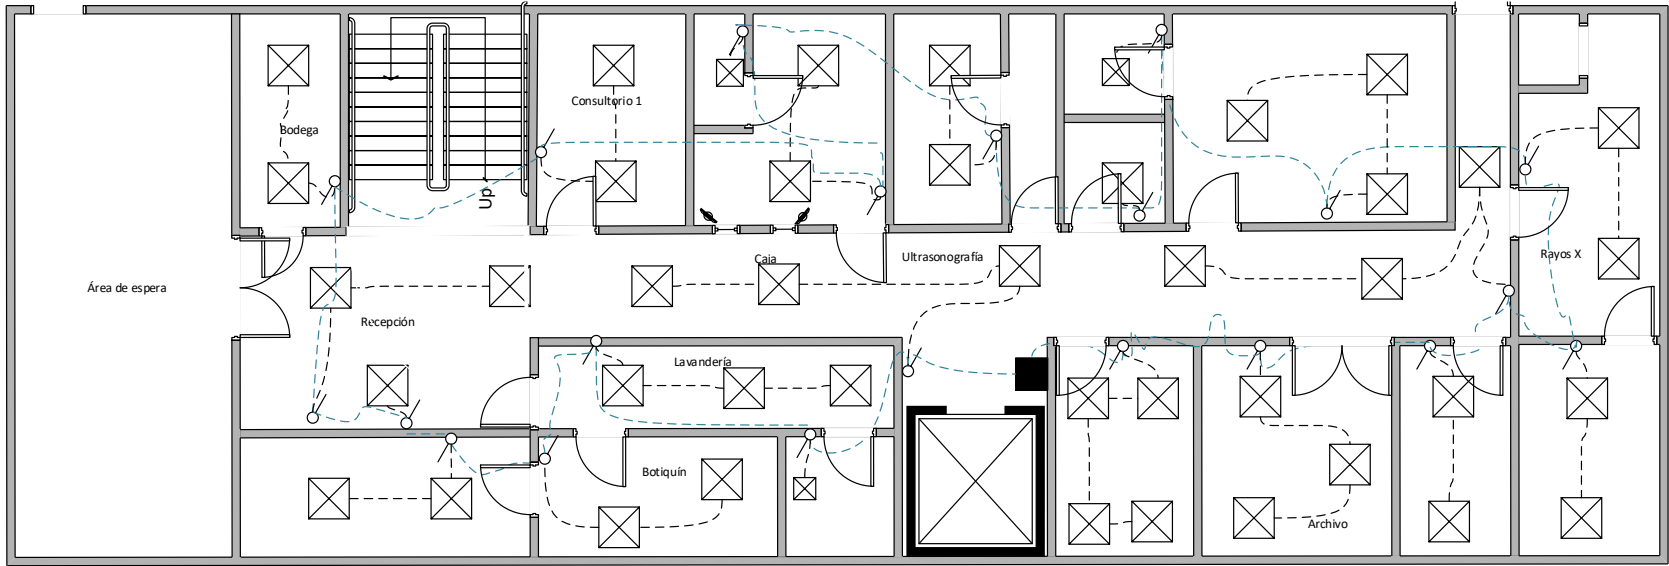 Consultorio 1
Bodega
Up
Caja
Ultrasonografía
Rayos X
Área de espera
Recepción
Lavandería
Botiquín
Archivo